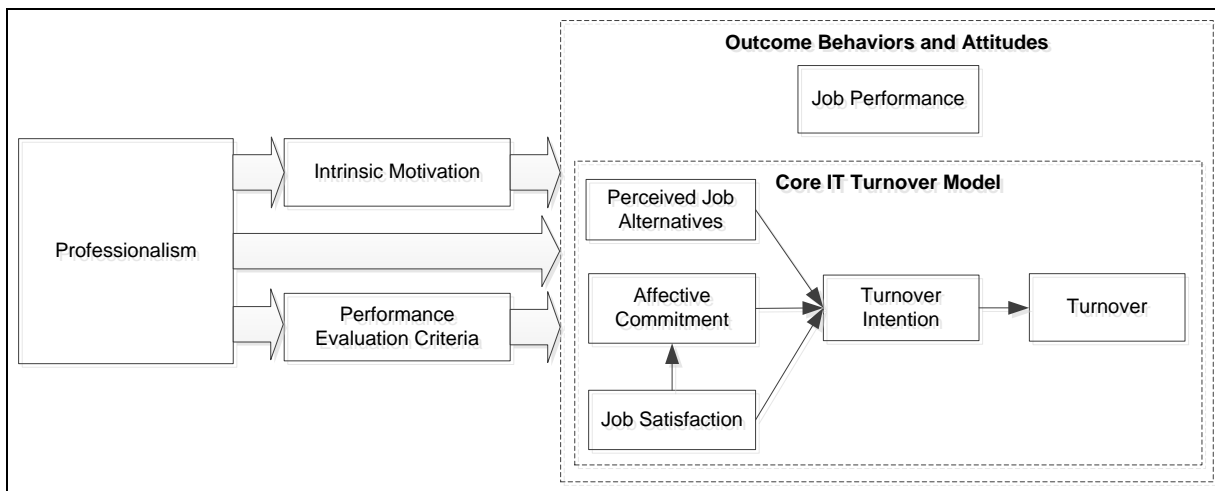 Outcome Behaviors and Attitudes
Job Performance
Professionalism
Intrinsic Motivation
Performance
Evaluation Criteria
Core IT Turnover Model
Perceived Job
Alternatives
Affective
Commitment
Job Satisfaction
Turnover
Intention
Turnover